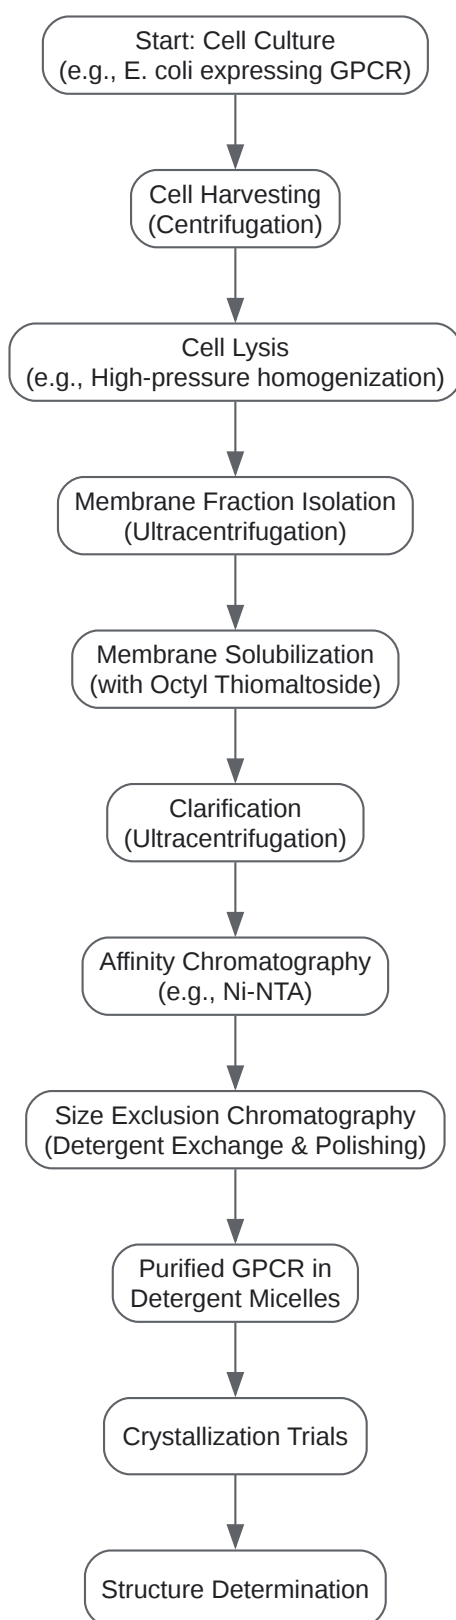 Start: Cell Culture
(e.g., E. coli expressing GPCR)
Cell Harvesting
(Centrifugation)
Cell Lysis
(e.g., High-pressure homogenization)
Membrane Fraction Isolation
(Ultracentrifugation)
Membrane Solubilization
(with Octyl Thiomaltoside)
Clarification
(Ultracentrifugation)
Affinity Chromatography
(e.g., Ni-NTA)
Size Exclusion Chromatography
(Detergent Exchange & Polishing)
Purified GPCR in
Detergent Micelles
Crystallization Trials
Structure Determination